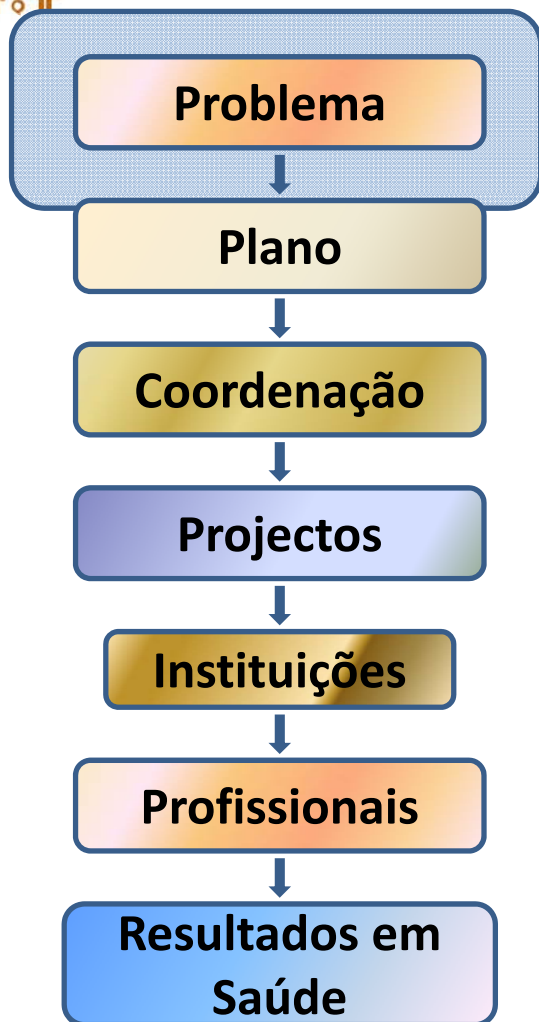 Problema
Plano
Coordenação
Projectos
Instituições
Profissionais
Resultados em
Saúde